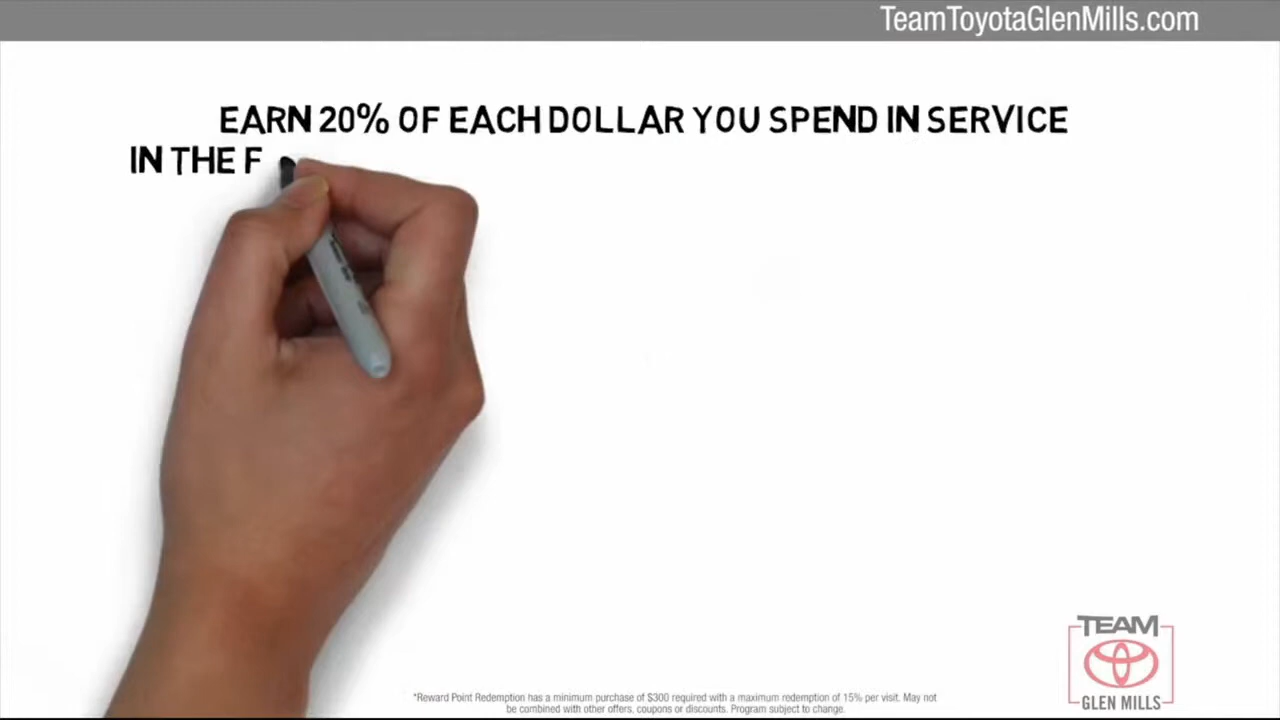 TeamToyotaGlenMills.com
EARN 20% OF EACH DOLLAR YOU SPEND IN SERVICE
IN THE F
*Reward Point Redemption has a minimum purchase of $300 required with a maximum redemption of 15% per visit. May not
be combined with other offers, coupons or discounts. Program subject to change.
TEAM
GLEN MILLS